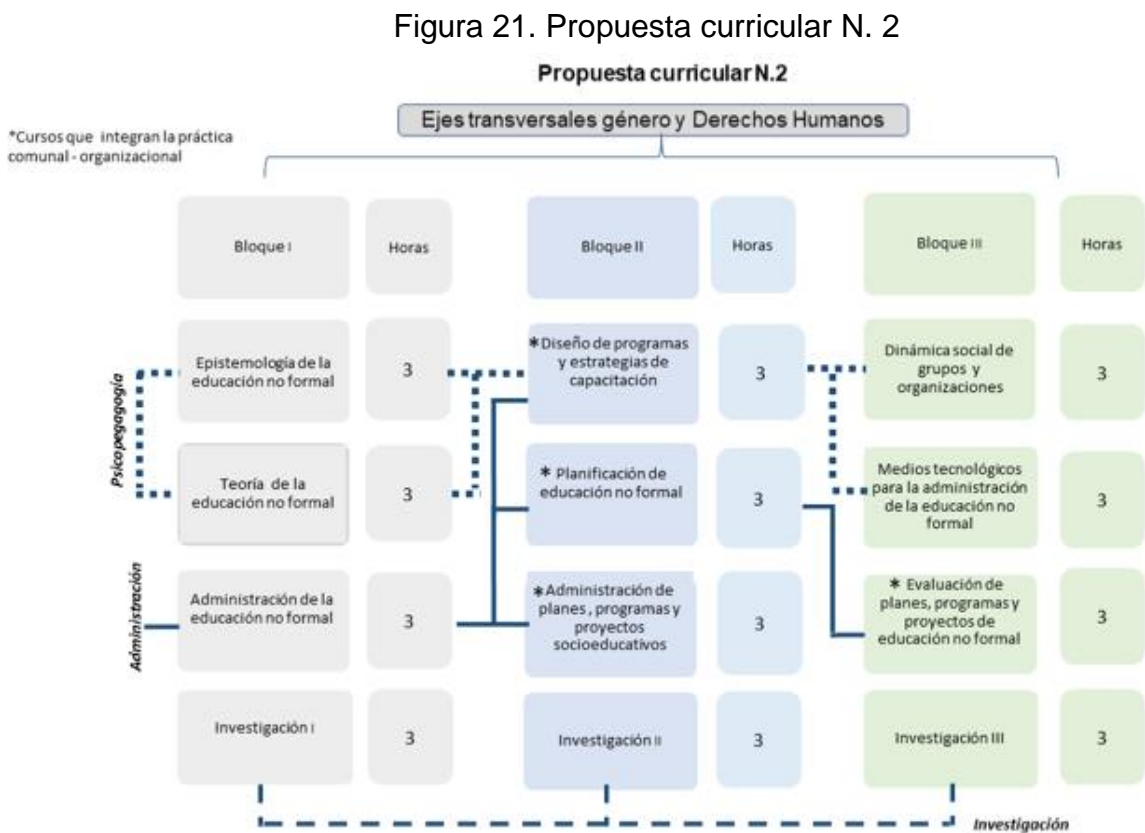 Figura 21. Propuesta curricular N. 2
Propuesta curricular N.2
Ejes transversales género y Derechos Humanos
*Cursos que integran la práctica
comunal - organizacional
Bloque I
Horas
Bloque II
Horas
Bloque III
Horas
Psicopegagogía
Epistemología de la
educación no formal
3
*Diseño de programas
y estrategias de
capacitación
3
Dinámica social de
grupos y
organizaciones
3
Teoría de la
educación no formal
3
* Planificación de
educación no formal
3
Medios tecnológicos
para la administración
de la educación no
formal
3
Administración
Administración de la
educación no formal
3
*Administración de
planes , programas y
proyectos
socioeducativos
3
* Evaluación de
planes, programas y
proyectos de
educación no formal
3
Investigación I
3
Investigación II
3
Investigación III
3
Investigación